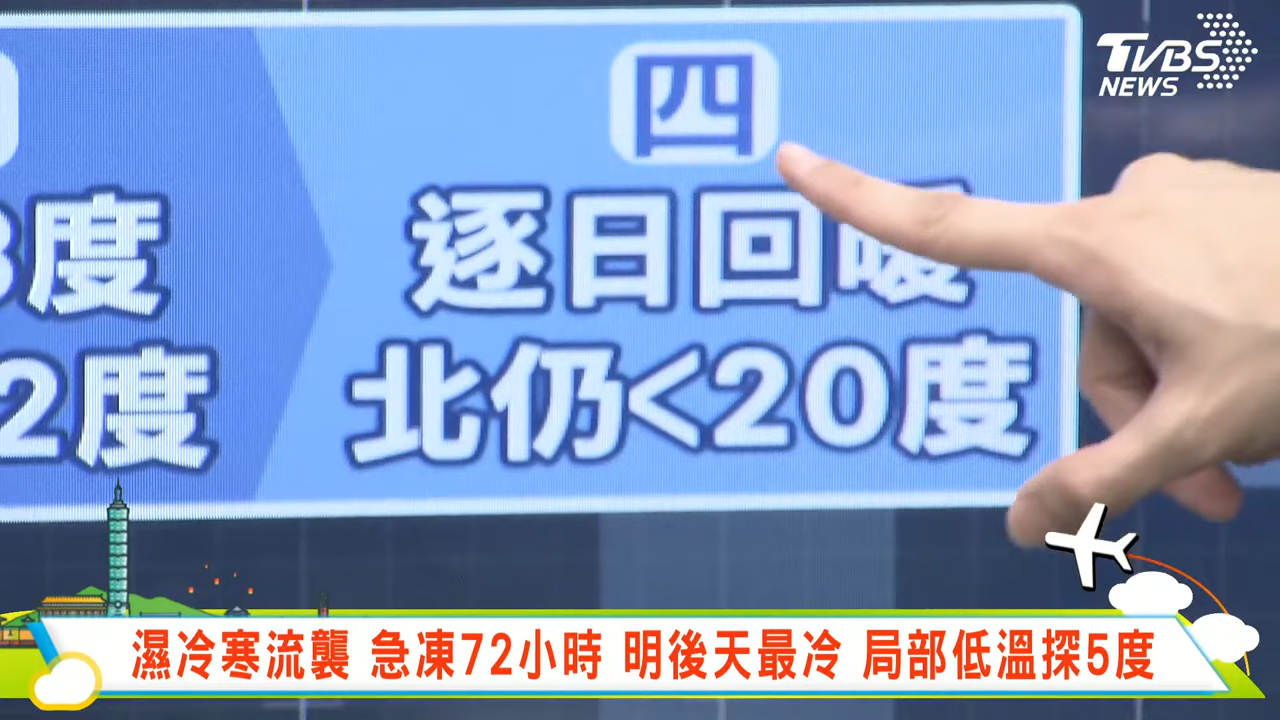 TVBS
NEWS
四
逐日回暖
度
北仍<20度
2度
濕冷寒流襲 急凍72小時 明後天最冷 局部低溫探5度